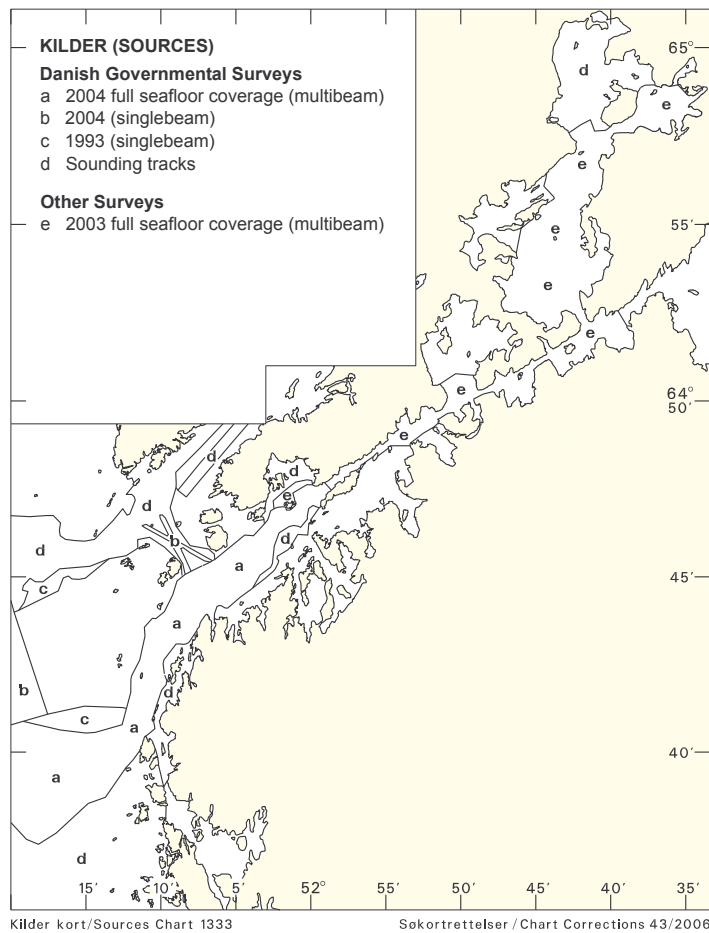 KILDER (SOURCES)
Danish Governmental Surveys
a 2004 full seafloor coverage (multibeam)
b 2004 (singlebeam)
c 1993 (singlebeam)
d Sounding tracks
Other Surveys
e 2003 full seafloor coverage (multibeam)
65°
d
e
e
55′
e
e
e
64°
50′
e
e
d
d
e
d
b
d
d
a
45′
c
a
b
d
c
a
40′
a
d
15′ 10′ 5′ 52° 55′ 50′ 45′ 40′ 35′
Kilder kort/Sources Chart 1333 Søkortrettelser / Chart Corrections 43/2006